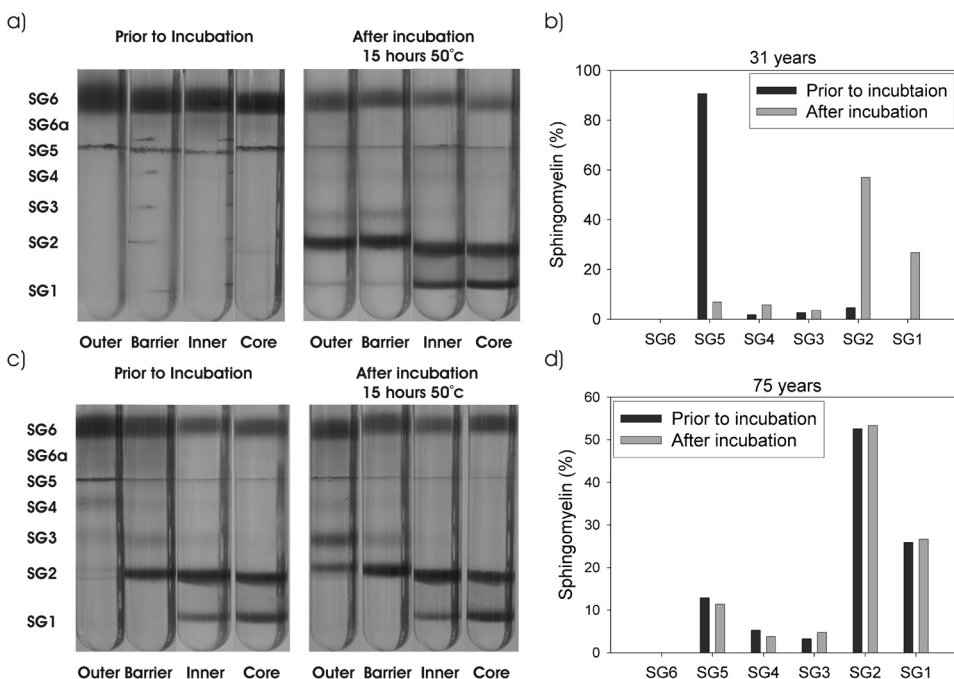 a)
Prior to Incubation
After incubation
15 hours 50°c
SG6
SG6a
SG5
SG4
SG3
SG2
SG1
Outer Barrier Inner Core
Outer Barrier Inner Core
b)
31 years
Prior to incubtaion
After incubation
Sphingomyelin (%)
100
80
60
40
20
0
SG6 SG5 SG4 SG3 SG2 SG1
c)
Prior to Incubation
After incubation
15 hours 50°c
SG6
SG6a
SG5
SG4
SG3
SG2
SG1
Outer Barrier Inner Core
Outer Barrier Inner Core
d)
75 years
Prior to incubation
After incubation
Sphingomyelin (%)
60
50
40
30
20
10
0
SG6 SG5 SG4 SG3 SG2 SG1